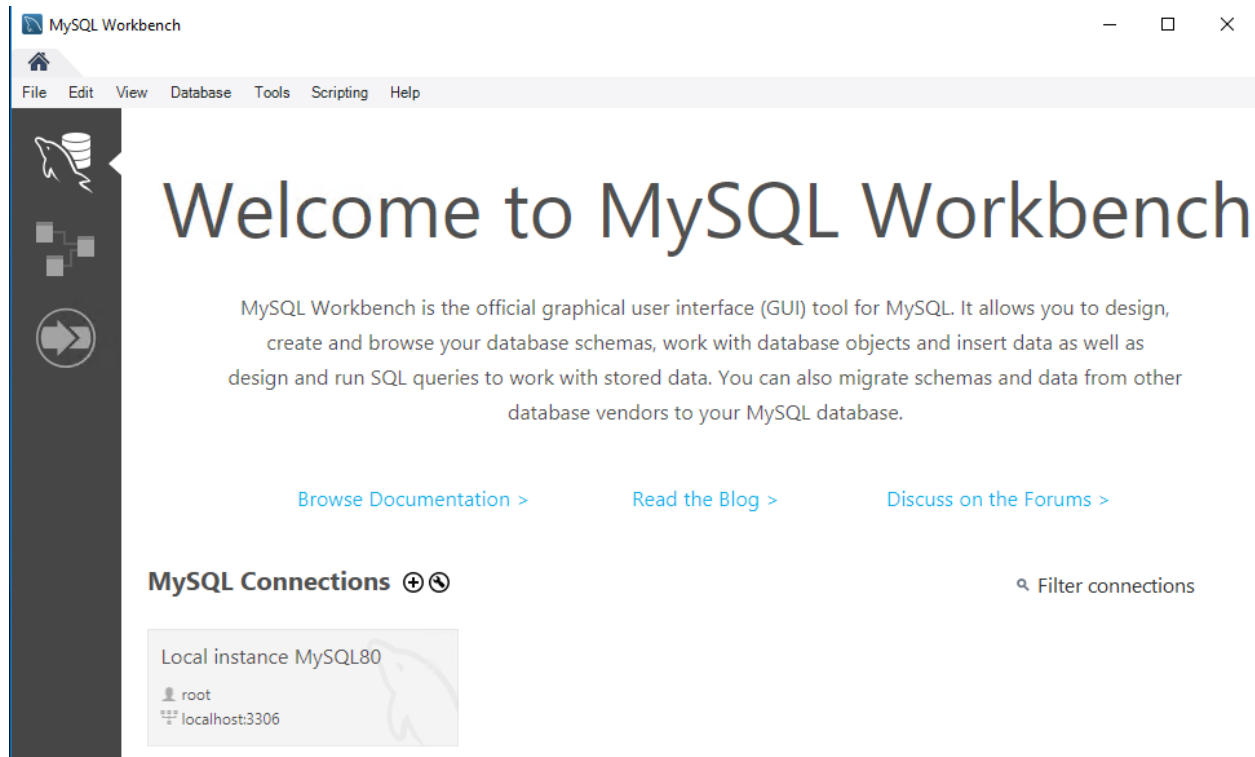 MySQL Workbench
File Edit View Database Tools Scripting Help
Welcome to MySQL Workbench
MySQL Workbench is the official graphical user interface (GUI) tool for MySQL. It allows you to design,
create and browse your database schemas, work with database objects and insert data as well as
design and run SQL queries to work with stored data. You can also migrate schemas and data from other
database vendors to your MySQL database.
Browse Documentation > Read the Blog > Discuss on the Forums >
MySQL Connections Filter connections
Local instance MySQL80
root
localhost:3306